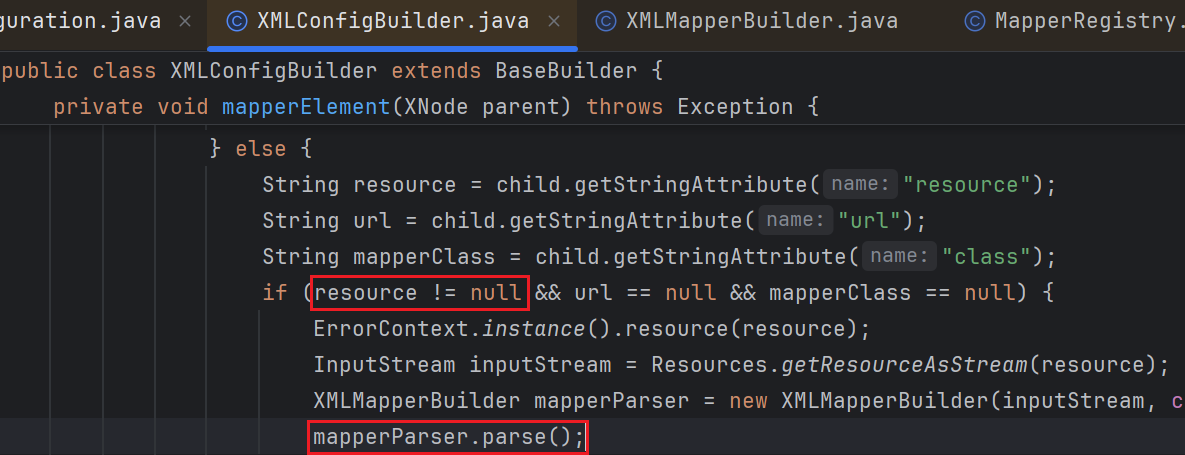 guration.java × XMLConfigBuilder.java × XMLMapperBuilder.java MapperRegistry.
public class XMLConfigBuilder extends BaseBuilder {
private void mapperElement(XNode parent) throws Exception {
} else {
String resource = child.getStringAttribute( name: "resource");
String url = child.getStringAttribute( name: "url");
String mapperClass = child.getStringAttribute( name: "class");
if (resource != null && url == null && mapperClass == null) {
ErrorContext.instance().resource(resource);
InputStream inputStream = Resources.getResourceAsStream(resource);
XMLMapperBuilder mapperParser = new XMLMapperBuilder(inputStream, c
mapperParser.parse();